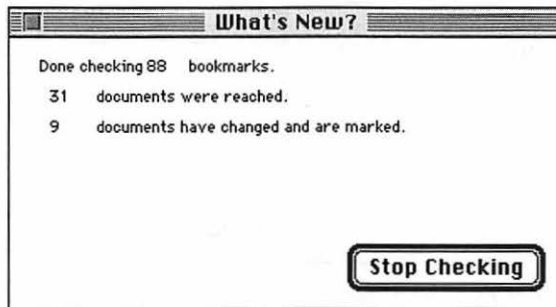 What's New?
Done checking 88 bookmarks.
31 documents were reached.
9 documents have changed and are marked.
Stop Checking